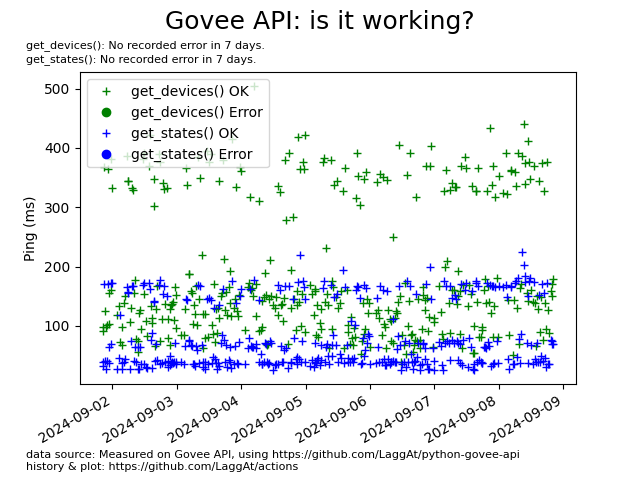 Govee API: is it working?
get_devices(): No recorded error in 7 days.
get_states(): No recorded error in 7 days.
get_devices() OK
get_devices() Error
get_states() OK
get_states() Error
Ping (ms)
500
400
300
200
100
2024-09-02
2024-09-03
2024-09-04
2024-09-05
2024-09-06
2024-09-07
2024-09-08
2024-09-09
data source: Measured on Govee API, using https://github.com/LaggAt/python-govee-api
history & plot: https://github.com/LaggAt/actions